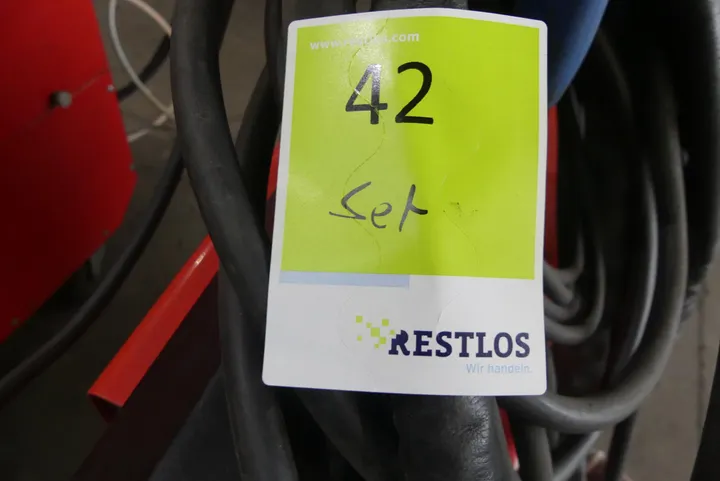 42
Set
RESTLOS
Wir handeln.